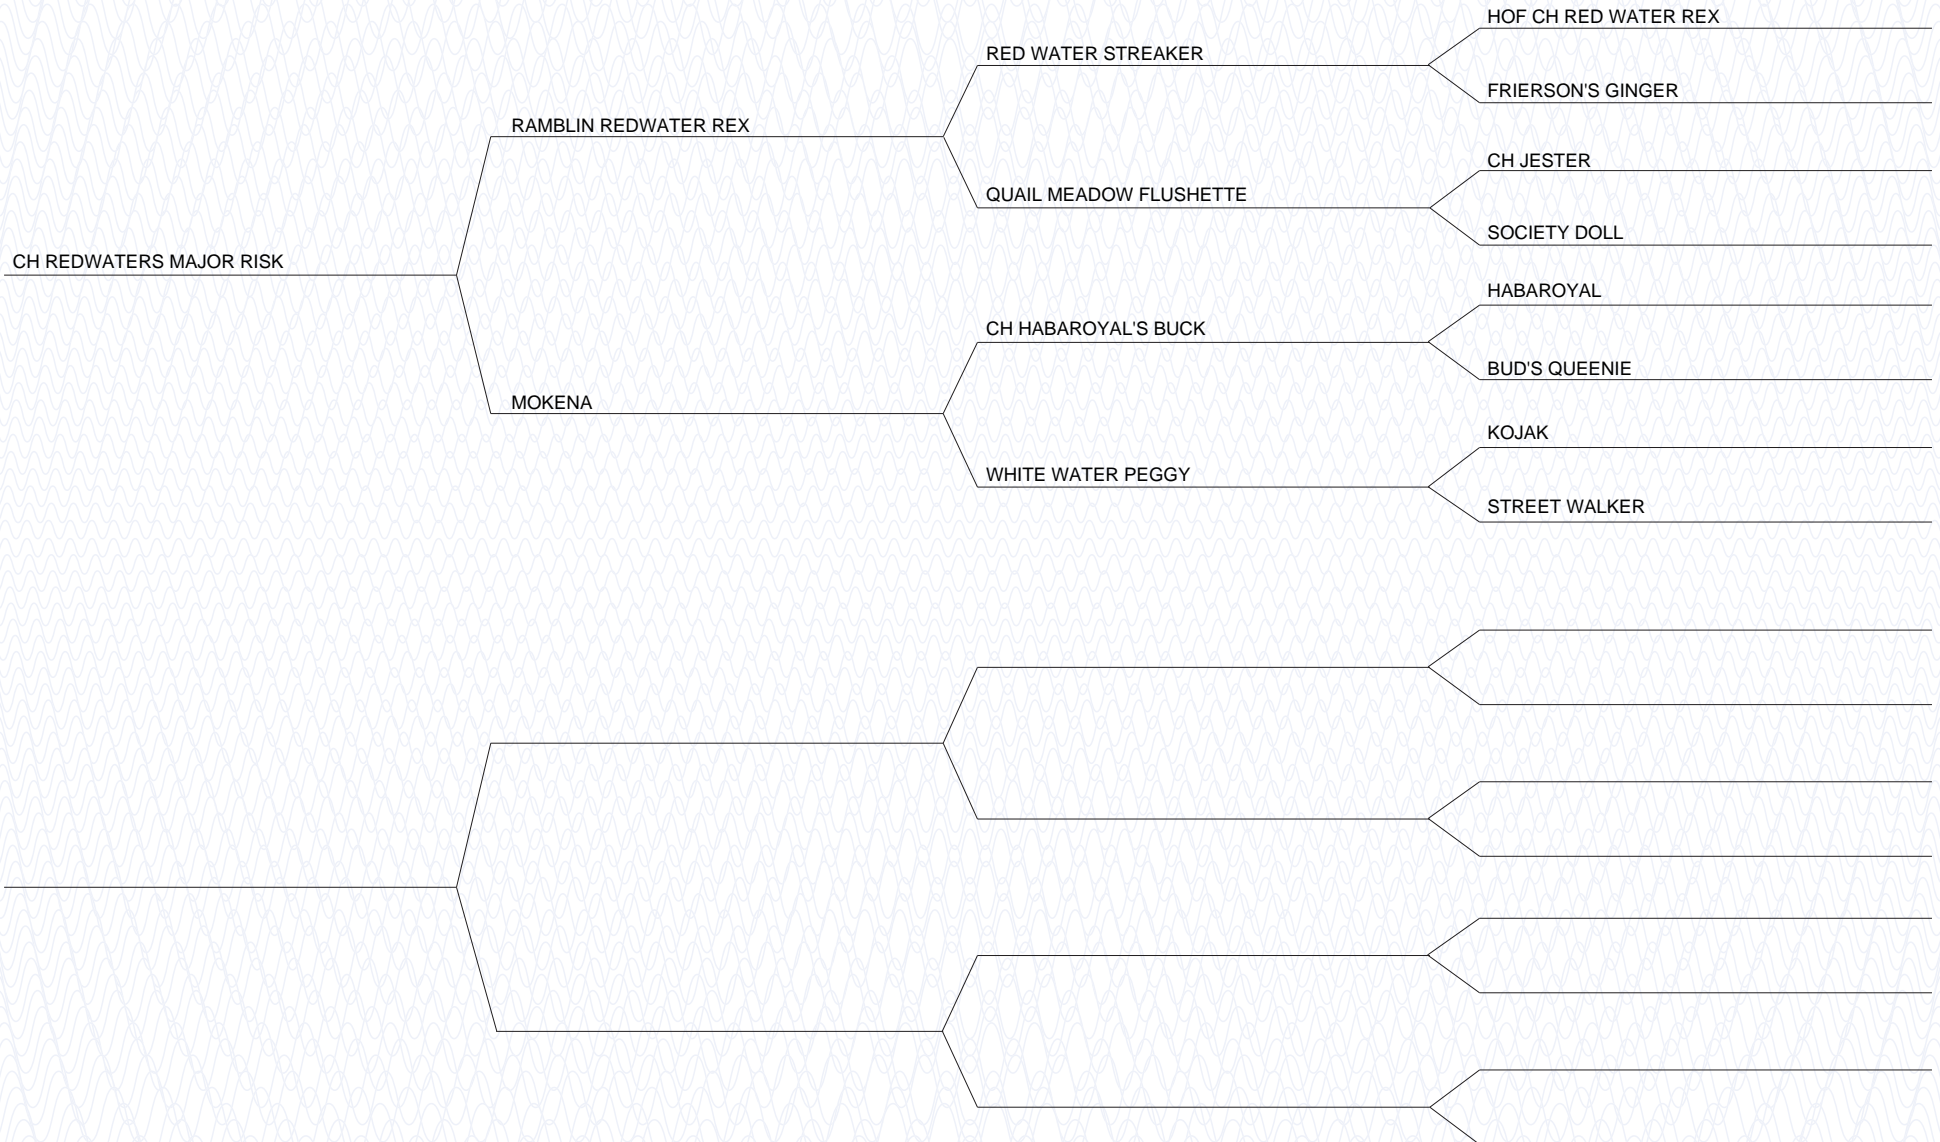 HOF CH RED WATER REX
RED WATER STREAKER
FRIERSON'S GINGER
RAMBLIN REDWATER REX
CH JESTER
QUAIL MEADOW FLUSHETTE
SOCIETY DOLL
CH REDWATERS MAJOR RISK
HABAROYAL
CH HABAROYAL'S BUCK
BUD'S QUEENIE
MOKENA
KOJAK
WHITE WATER PEGGY
STREET WALKER